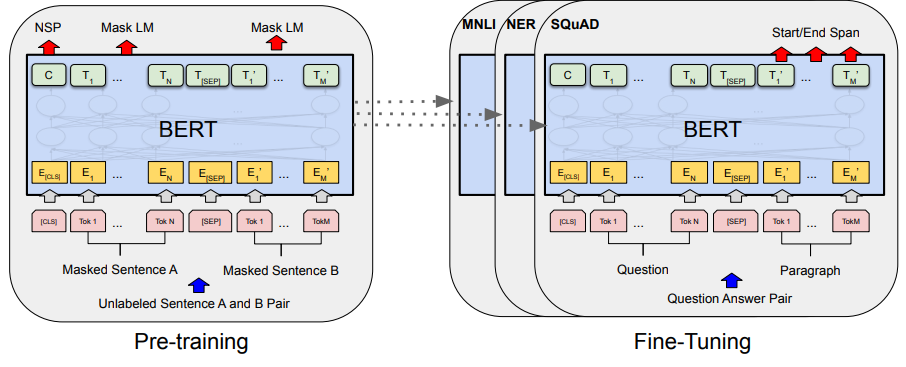 NSP Mask LM Mask LM
C T1 ... TN T[SEP] T1' ... TM'
BERT
E[CLS] E1 ... EN E[SEP] E1' ... EM'
[CLS] Tok 1 ... Tok N [SEP] Tok 1 ... TokM
Masked Sentence A Masked Sentence B
Unlabeled Sentence A and B Pair
Pre-training
MNLI NER SQuAD
Start/End Span
C T1 ... TN T[SEP] T1' ... TM'
BERT
E[CLS] E1 ... EN E[SEP] E1' ... EM'
[CLS] Tok 1 ... Tok N [SEP] Tok 1 ... TokM
Question Paragraph
Question Answer Pair
Fine-Tuning